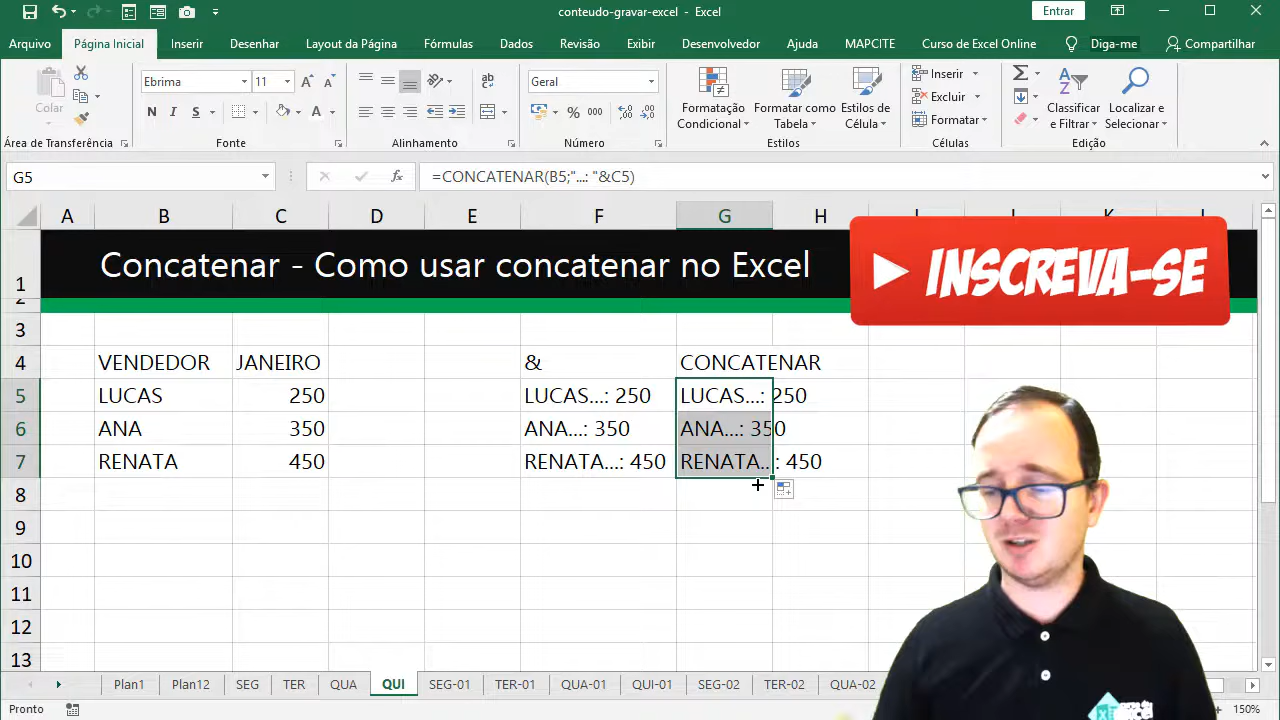 conteudo-gravar-excel - Excel
Entrar
Arquivo Página Inicial Inserir Desenhar Layout da Página Fórmulas Dados Revisão Exibir Desenvolvedor Ajuda MAPCITE Curso de Excel Online Diga-me Compartilhar
Colar
Ebrima 11
N I S
Geral
% 000
Formatação Condicional
Formatar como Tabela
Estilos de Célula
Inserir
Excluir
Formatar
Classificar e Filtrar
Localizar e Selecionar
Área de Transferência Fonte Alinhamento Número Estilos Células Edição
G5 fx =CONCATENAR(B5;"...: "&C5)
A B C D E F G H
1 Concatenar - Como usar concatenar no Excel
INSCREVA-SE
2
3
4 VENDEDOR JANEIRO & CONCATENAR
5 LUCAS 250 LUCAS...: 250 LUCAS...: 250
6 ANA 350 ANA...: 350 ANA...: 350
7 RENATA 450 RENATA...: 450 RENATA...: 450
8
9
10
11
12
13
Plan1 Plan12 SEG TER QUA QUI SEG-01 TER-01 QUA-01 QUI-01 SEG-02 TER-02 QUA-02
Pronto 150%